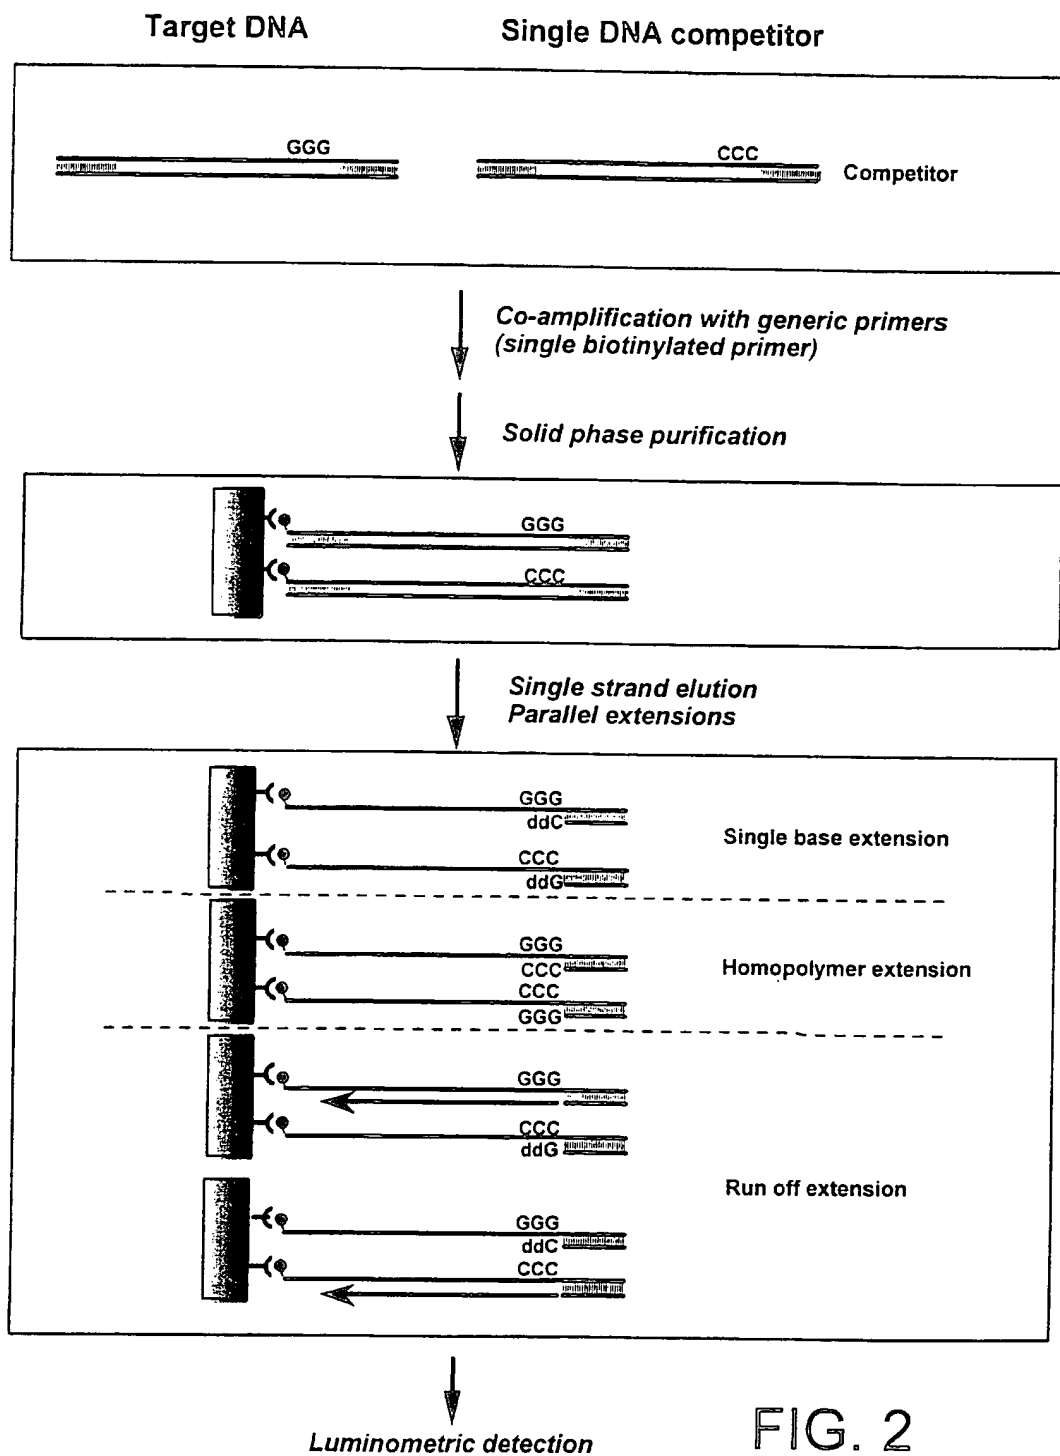 Target DNA
Single DNA competitor
GGG
CCC
Competitor
Co-amplification with generic primers
(single biotinylated primer)
Solid phase purification
GGG
CCC
Single strand elution
Parallel extensions
GGG
ddC
Single base extension
CCC
ddG
GGG
CCC
Homopolymer extension
CCC
GGG
GGG
CCC
ddG
Run off extension
GGG
ddC
CCC
Luminometric detection
FIG. 2